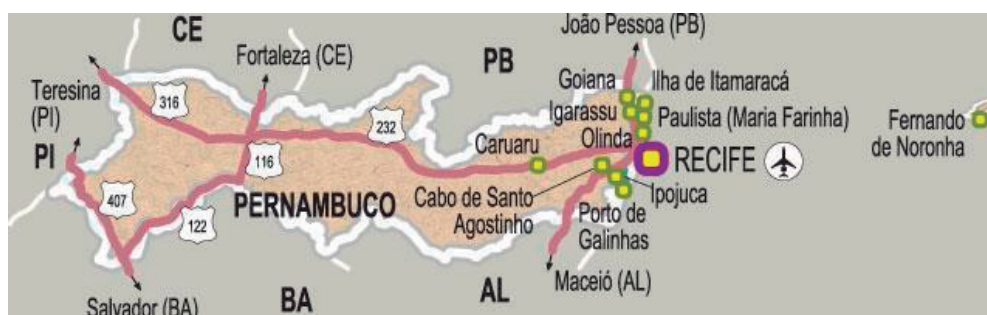 CE
João Pessoa (PB)
Fortaleza (CE)
PB
Goiana
Ilha de Itamaracá
Teresina
(PI)
316
Igarassu
Paulista (Maria Farinha)
Fernando
de Noronha
232
Olinda
Caruaru
PI
116
RECIFE
407
122
PERNAMBUCO
Cabo de Santo
Agostinho
Ipojuca
Porto de
Galinhas
Maceió (AL)
AL
BA
Salvador (BA)